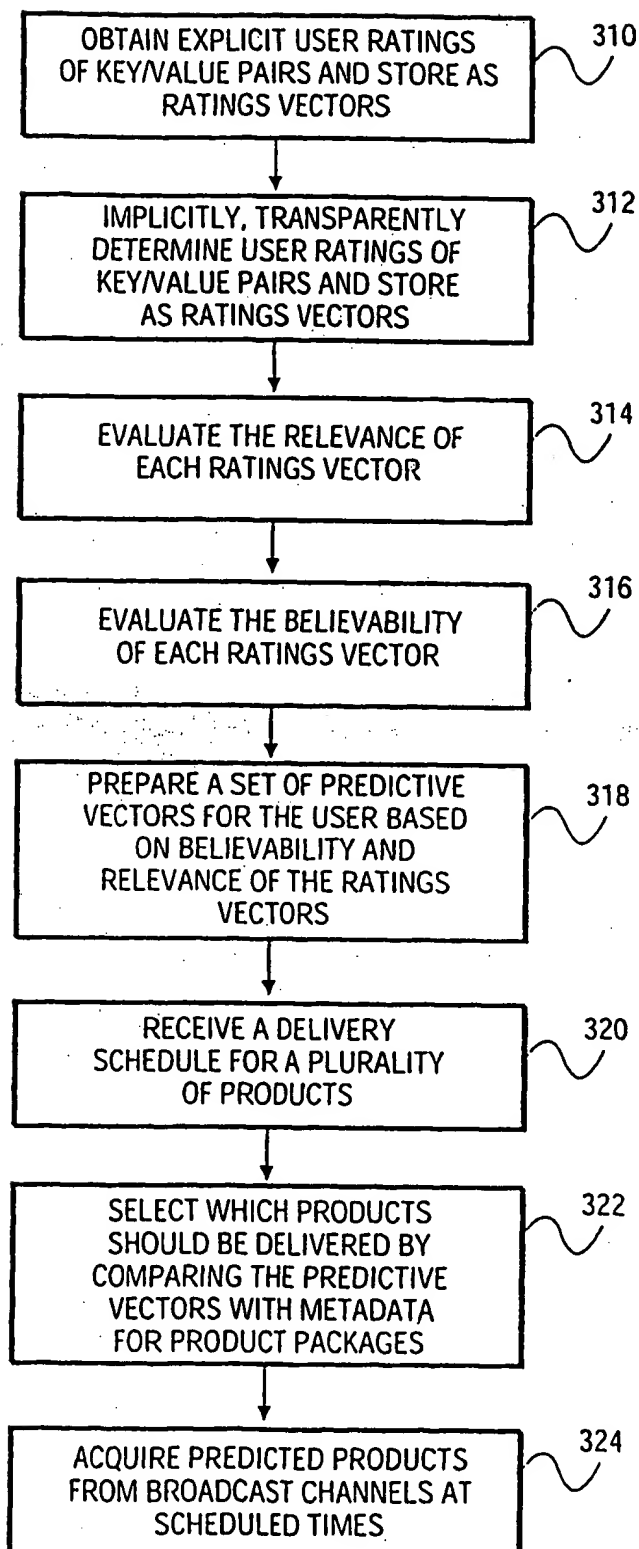 OBTAIN EXPLICIT USER RATINGS
OF KEY/VALUE PAIRS AND STORE AS
RATINGS VECTORS
310
IMPLICITLY, TRANSPARENTLY
DETERMINE USER RATINGS OF
KEY/VALUE PAIRS AND STORE
AS RATINGS VECTORS
312
EVALUATE THE RELEVANCE OF
EACH RATINGS VECTOR
314
EVALUATE THE BELIEVABILITY
OF EACH RATINGS VECTOR
316
PREPARE A SET OF PREDICTIVE
VECTORS FOR THE USER BASED
ON BELIEVABILITY AND
RELEVANCE OF THE RATINGS
VECTORS
318
RECEIVE A DELIVERY
SCHEDULE FOR A PLURALITY
OF PRODUCTS
320
SELECT WHICH PRODUCTS
SHOULD BE DELIVERED BY
COMPARING THE PREDICTIVE
VECTORS WITH METADATA
FOR PRODUCT PACKAGES
322
ACQUIRE PREDICTED PRODUCTS
FROM BROADCAST CHANNELS AT
SCHEDULED TIMES
324